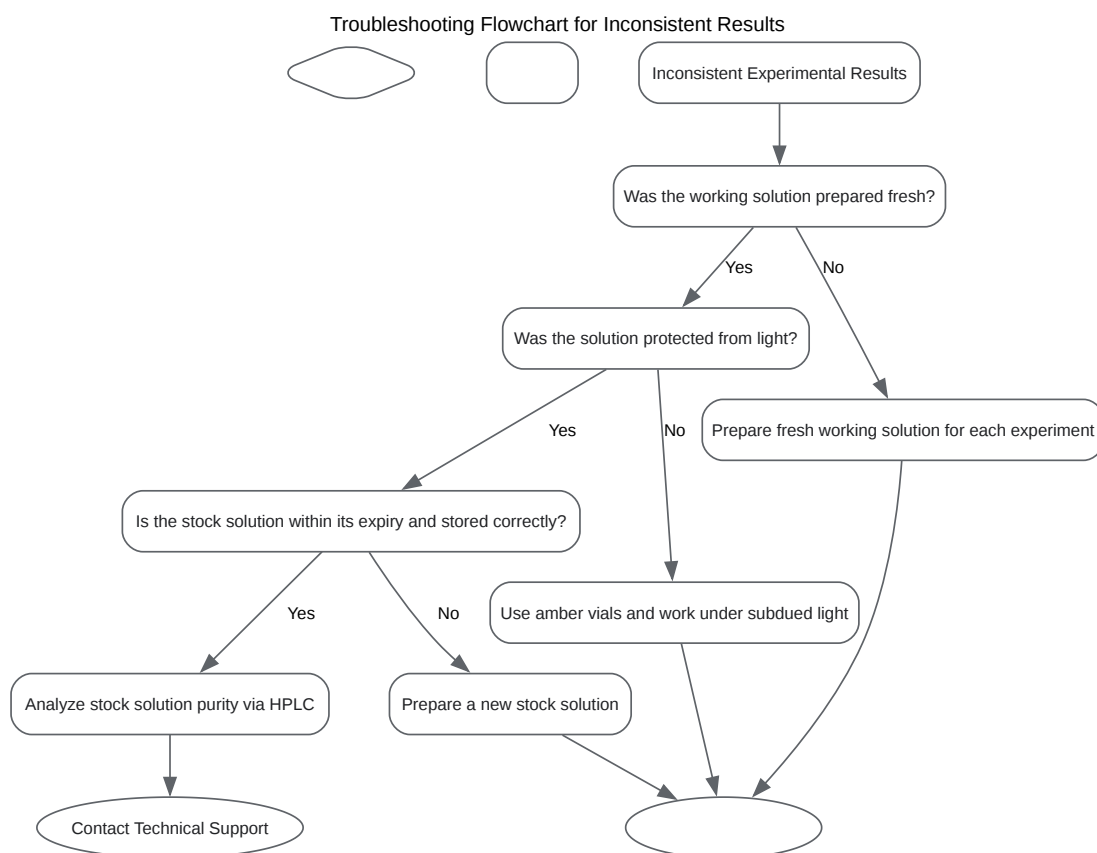 Troubleshooting Flowchart for Inconsistent Results
Inconsistent Experimental Results
Was the working solution prepared fresh?
Yes
No
Was the solution protected from light?
Yes
No
Prepare fresh working solution for each experiment
Is the stock solution within its expiry and stored correctly?
Yes
No
Use amber vials and work under subdued light
Analyze stock solution purity via HPLC
Prepare a new stock solution
Contact Technical Support